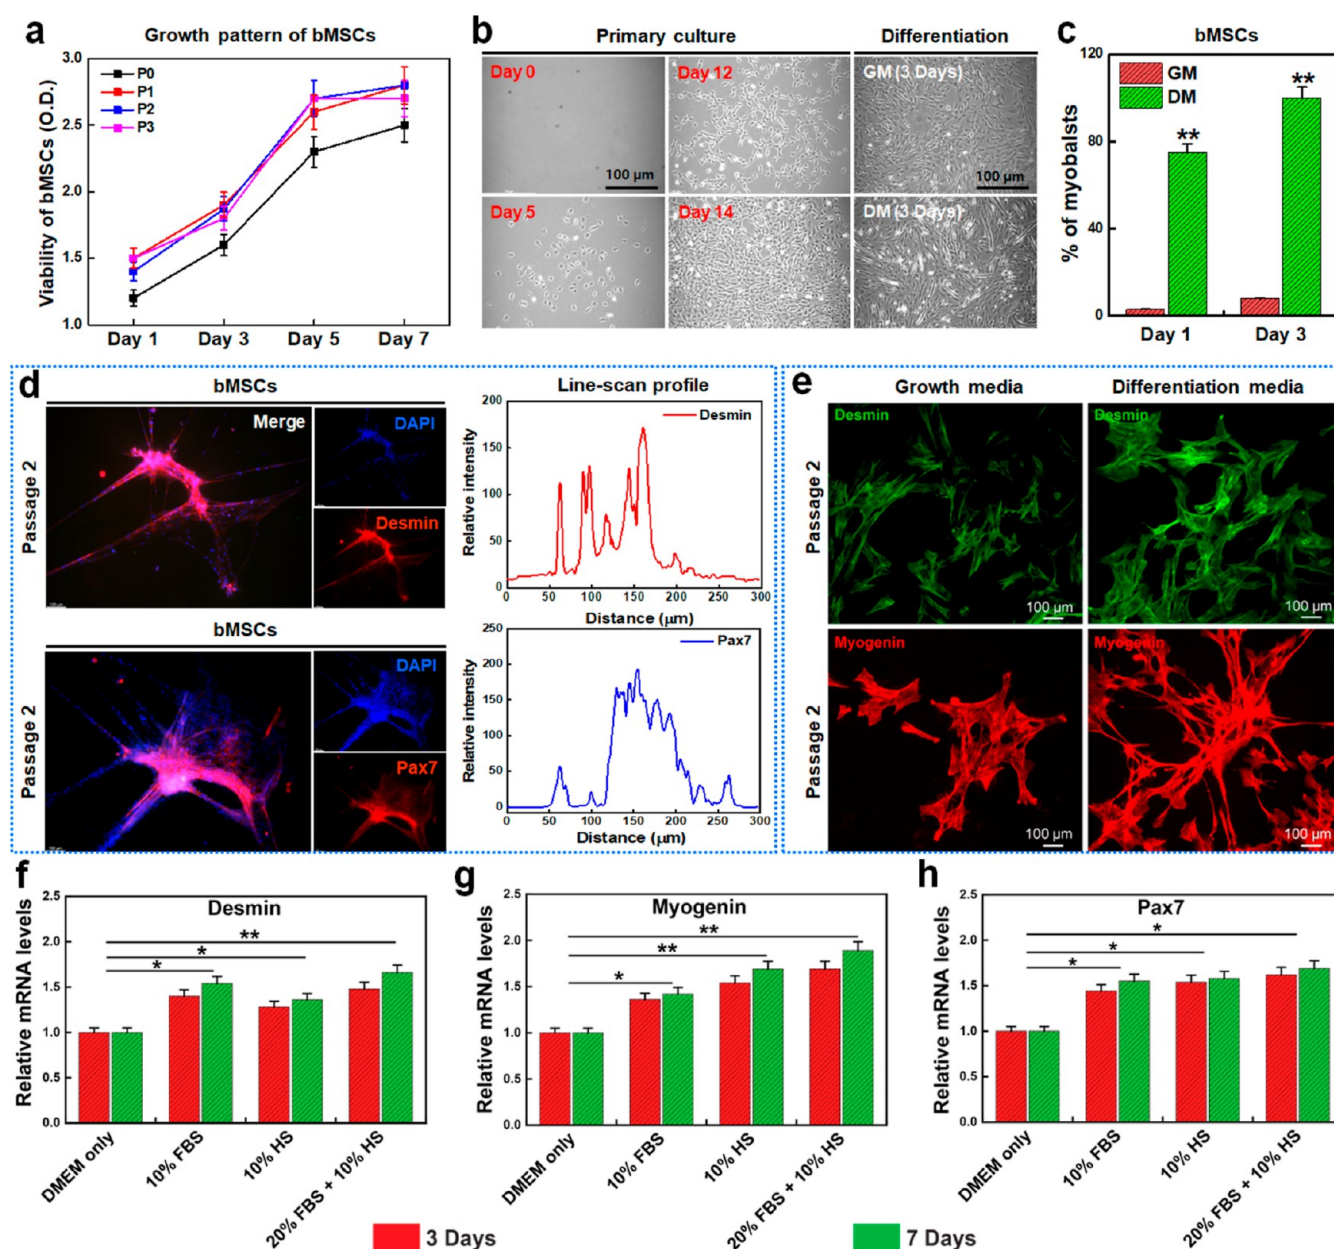 a
Growth pattern of bMSCs
Viability of bMSCs (O.D.)
3.0
2.5
2.0
1.5
1.0
P0
P1
P2
P3
Day 1 Day 3 Day 5 Day 7
b
Primary culture Differentiation
Day 0 Day 12 GM (3 Days)
100 μm 100 μm
Day 5 Day 14 DM (3 Days)
c
bMSCs
% of myobalsts
120
80
40
0
GM
DM
** **
Day 1 Day 3
d
bMSCs
Passage 2
Merge
DAPI
Desmin
Line-scan profile
Relative intensity
200
150
100
50
0
Desmin
0 50 100 150 200 250 300
Distance (μm)
bMSCs
Passage 2
DAPI
Pax7
Relative intensity
250
200
150
100
50
0
Pax7
0 50 100 150 200 250 300
Distance (μm)
e
Growth media Differentiation media
Passage 2
Desmin Desmin
100 μm 100 μm
Passage 2
Myogenin Myogenin
100 μm 100 μm
f
Desmin
Relative mRNA levels
2.5
2.0
1.5
1.0
0.5
0.0
**
*
*
DMEM only 10% FBS 10% HS 20% FBS + 10% HS
g
Myogenin
Relative mRNA levels
2.5
2.0
1.5
1.0
0.5
0.0
**
**
*
DMEM only 10% FBS 10% HS 20% FBS + 10% HS
h
Pax7
Relative mRNA levels
2.5
2.0
1.5
1.0
0.5
0.0
*
*
*
DMEM only 10% FBS 10% HS 20% FBS + 10% HS
3 Days 7 Days